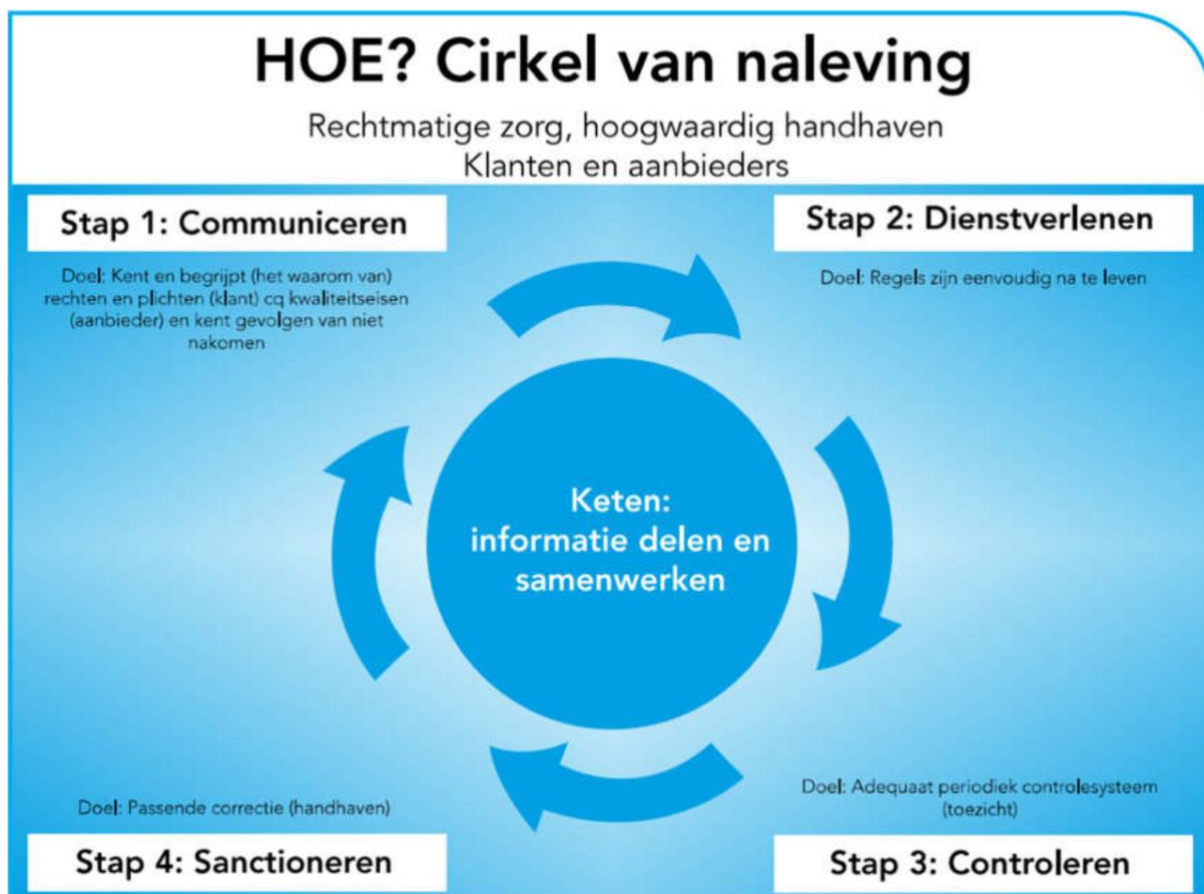 HOE? Cirkel van naleving
Rechtmatige zorg, hoogwaardig handhaven
Klanten en aanbieders
Stap 1: Communiceren
Doel: Kent en begrijpt (het waarom van)
rechten en plichten (klant) cq kwaliteitseisen
(aanbieder) en kent gevolgen van niet
nakomen
Stap 2: Dienstverlenen
Doel: Regels zijn eenvoudig na te leven
Keten:
informatie delen en
samenwerken
Doel: Adequaat periodiek controlesysteem
(toezicht)
Stap 3: Controleren
Doel: Passende correctie (handhaven)
Stap 4: Sanctioneren